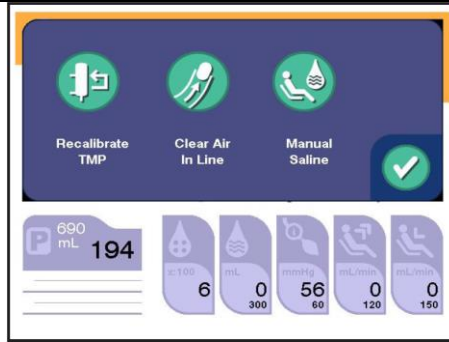 Recalibrate
TMP
Clear Air
In Line
Manual
Saline
P
690
mL
194
x:100
6
mL
0
300
mmHg
56
60
mL/min
0
120
mL/min
0
150